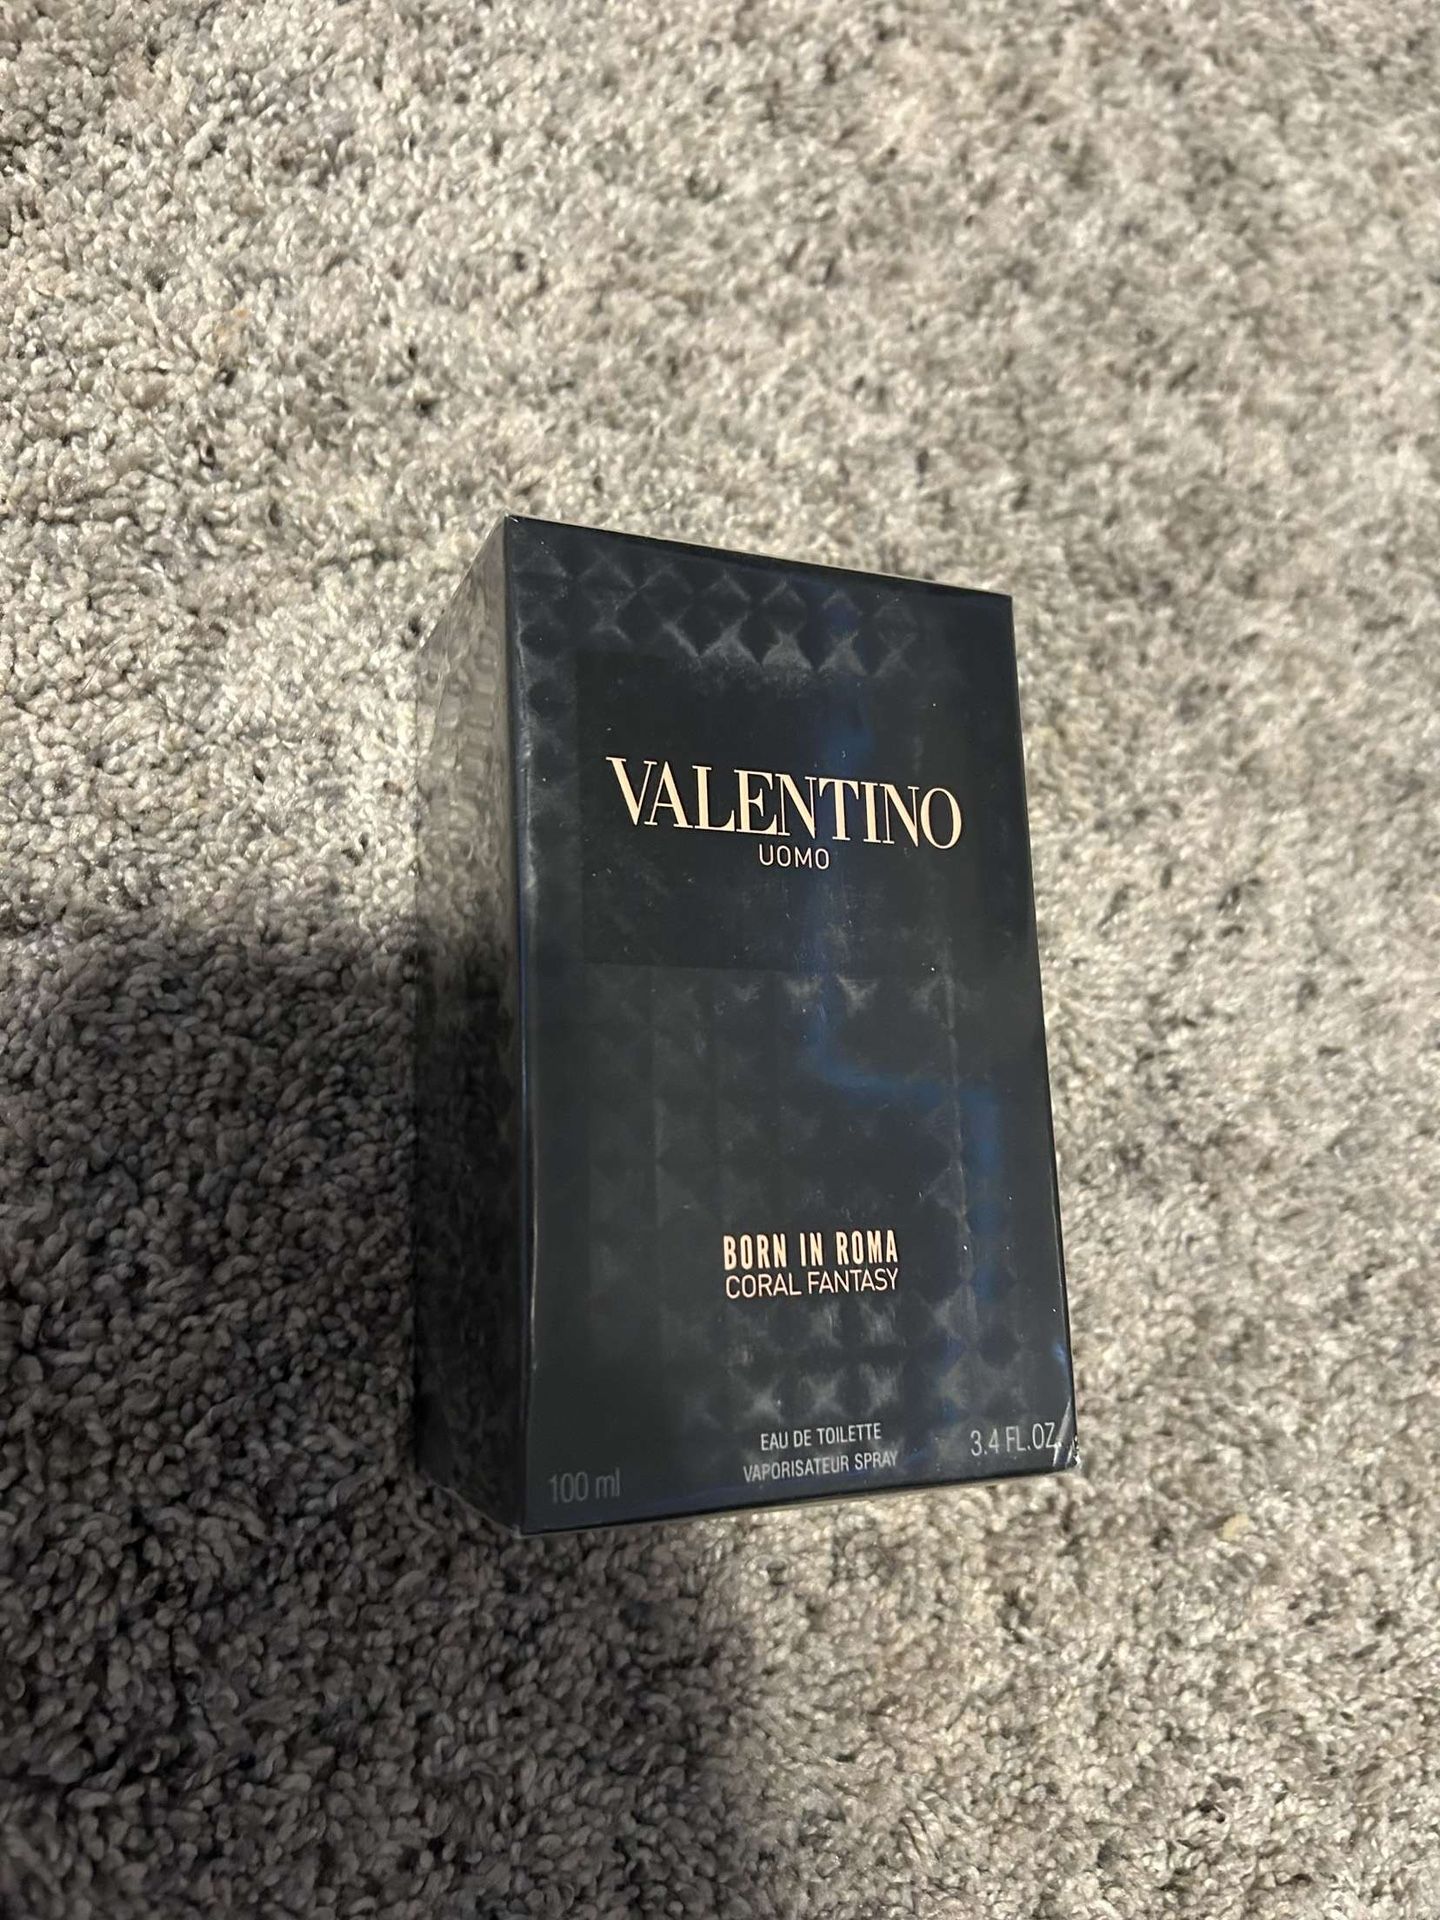 VALENTINO
UOMO
BORN IN ROMA
CORAL FANTASY
EAU DE TOILETTE
VAPORISATEUR SPRAY
100 ml
3.4 FL.OZ.